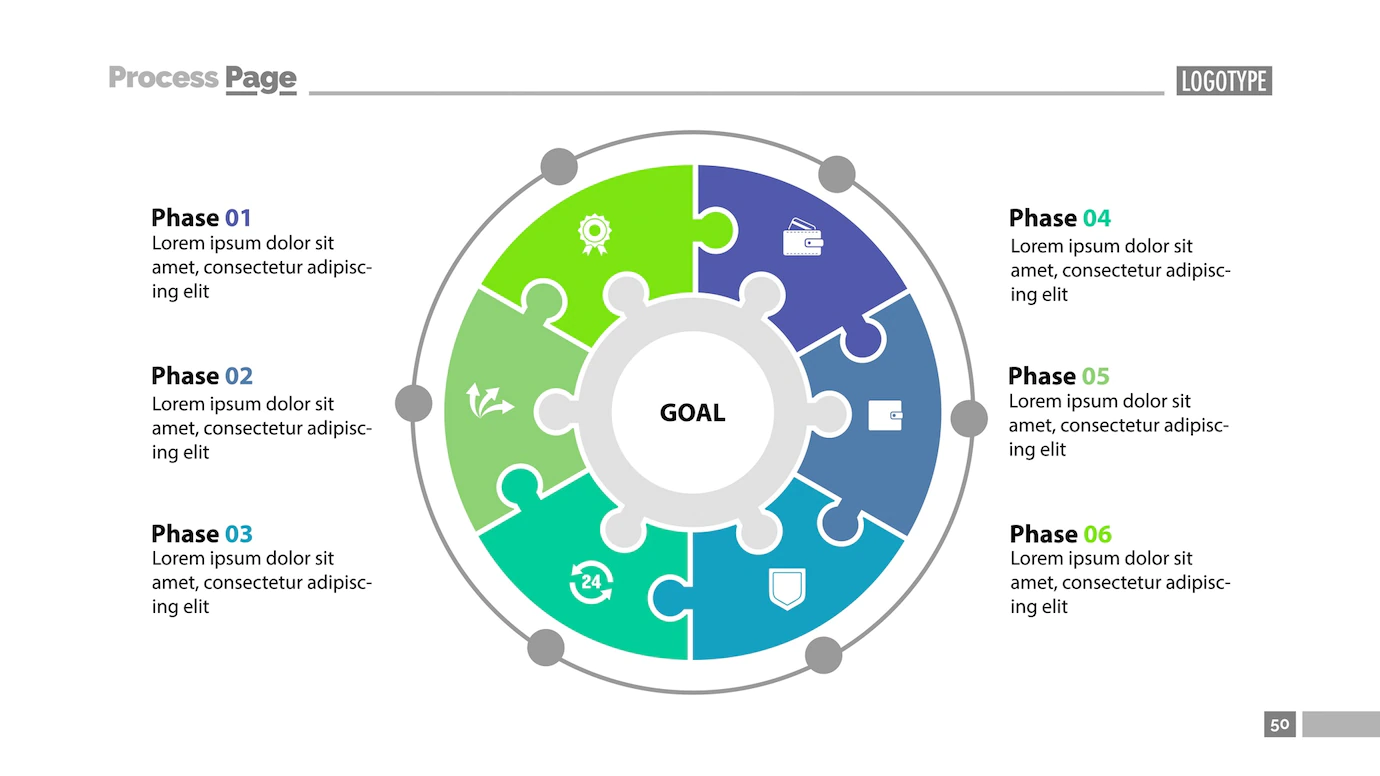 Process Page
LOGOTYPE
Phase 01
Lorem ipsum dolor sit
amet, consectetur adipisc-
ing elit
Phase 02
Lorem ipsum dolor sit
amet, consectetur adipisc-
ing elit
Phase 03
Lorem ipsum dolor sit
amet, consectetur adipisc-
ing elit
GOAL
24
Phase 04
Lorem ipsum dolor sit
amet, consectetur adipisc-
ing elit
Phase 05
Lorem ipsum dolor sit
amet, consectetur adipisc-
ing elit
Phase 06
Lorem ipsum dolor sit
amet, consectetur adipisc-
ing elit
50